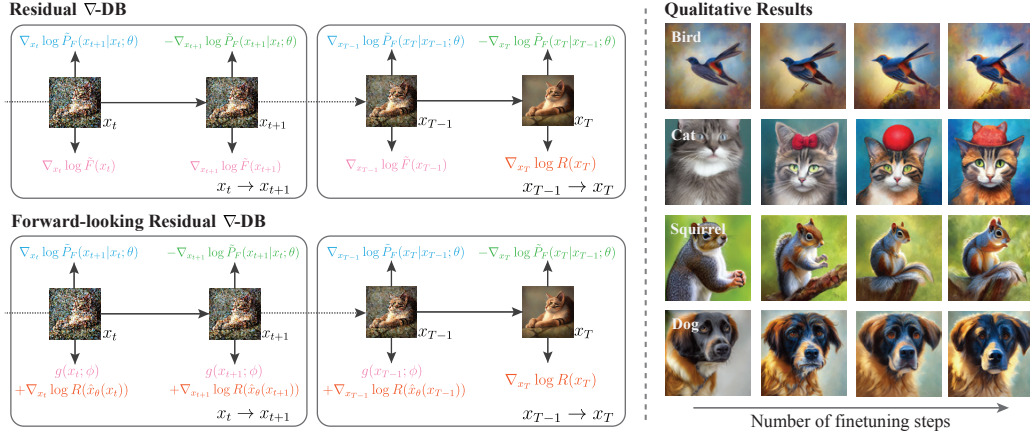 Residual ∇-DB
∇_{x_t} log P̃_F(x_{t+1}|x_t; θ)
−∇_{x_{t+1}} log P̃_F(x_{t+1}|x_t; θ)
x_t
x_{t+1}
∇_{x_t} log F̃(x_t)
∇_{x_{t+1}} log F̃(x_{t+1})
x_t → x_{t+1}
∇_{x_{T−1}} log P̃_F(x_T|x_{T−1}; θ)
−∇_{x_T} log P̃_F(x_T|x_{T−1}; θ)
x_{T−1}
x_T
∇_{x_{T−1}} log F̃(x_{T−1})
∇_{x_T} log R(x_T)
x_{T−1} → x_T
Forward-looking Residual ∇-DB
∇_{x_t} log P̃_F(x_{t+1}|x_t; θ)
−∇_{x_{t+1}} log P̃_F(x_{t+1}|x_t; θ)
x_t
x_{t+1}
g(x_t; φ)
+∇_{x_t} log R(x̂_θ(x_t))
g(x_{t+1}; φ)
+∇_{x_{t+1}} log R(x̂_θ(x_{t+1}))
x_t → x_{t+1}
∇_{x_{T−1}} log P̃_F(x_T|x_{T−1}; θ)
−∇_{x_T} log P̃_F(x_T|x_{T−1}; θ)
x_{T−1}
x_T
g(x_{T−1}; φ)
+∇_{x_{T−1}} log R(x̂_θ(x_{T−1}))
∇_{x_T} log R(x_T)
x_{T−1} → x_T
Qualitative Results
Bird
Cat
Squirrel
Dog
Number of finetuning steps